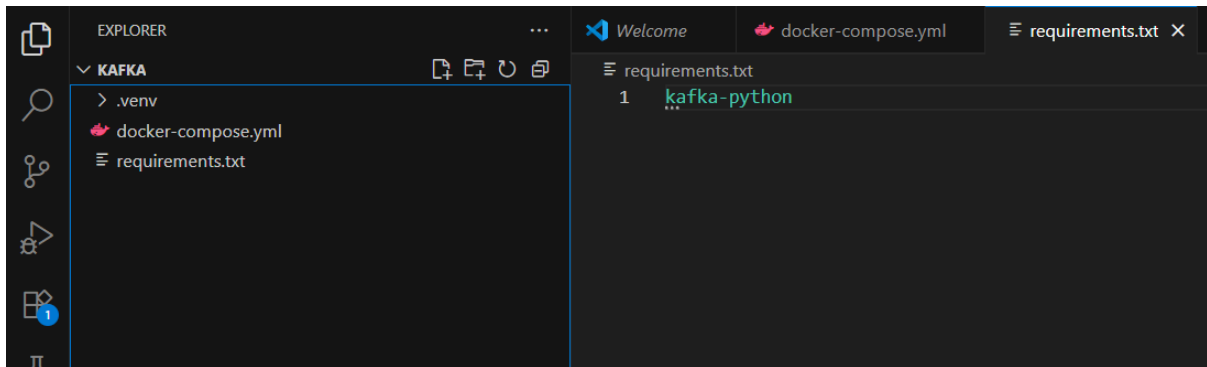 EXPLORER ...
KAFKA
.venv
docker-compose.yml
requirements.txt
1
Welcome docker-compose.yml requirements.txt
requirements.txt
1 kafka-python